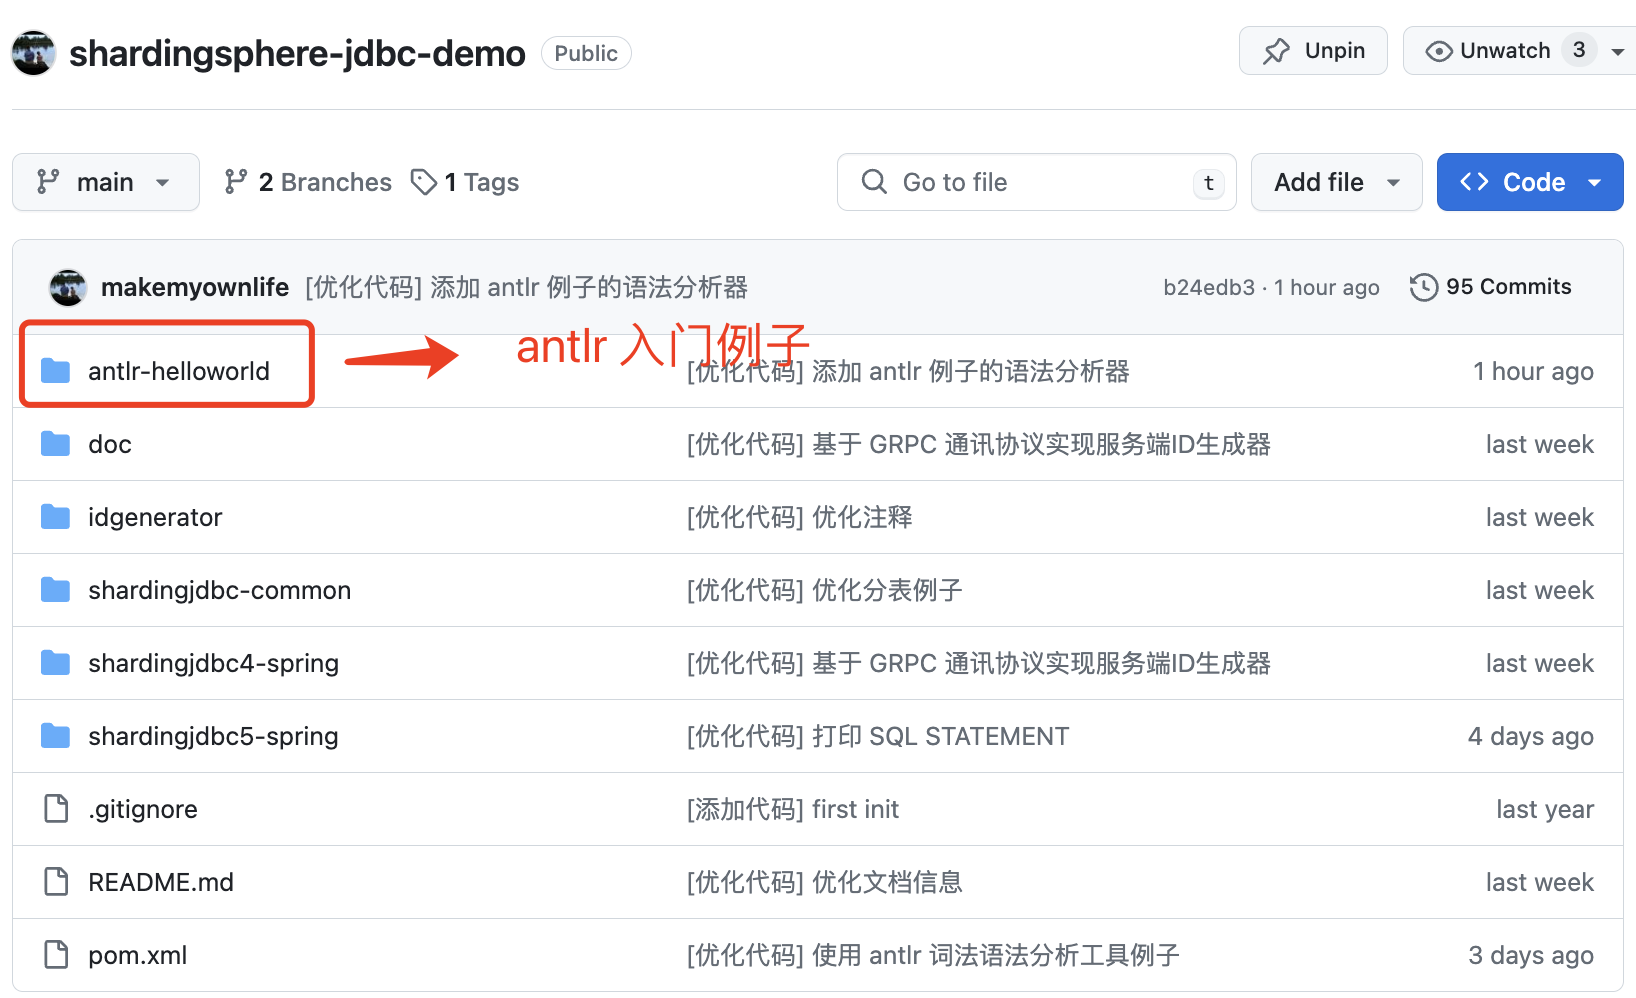 shardingsphere-jdbc-demo Public Unpin Unwatch 3
main 2 Branches 1 Tags Go to file t Add file Code
makemyownlife [优化代码] 添加 antlr 例子的语法分析器 b24edb3 · 1 hour ago 95 Commits
antlr 入门例子
antlr-helloworld [优化代码] 添加 antlr 例子的语法分析器 1 hour ago
doc [优化代码] 基于 GRPC 通讯协议实现服务端ID生成器 last week
idgenerator [优化代码] 优化注释 last week
shardingjdbc-common [优化代码] 优化分表例子 last week
shardingjdbc4-spring [优化代码] 基于 GRPC 通讯协议实现服务端ID生成器 last week
shardingjdbc5-spring [优化代码] 打印 SQL STATEMENT 4 days ago
.gitignore [添加代码] first init last year
README.md [优化代码] 优化文档信息 last week
pom.xml [优化代码] 使用 antlr 词法语法分析工具例子 3 days ago